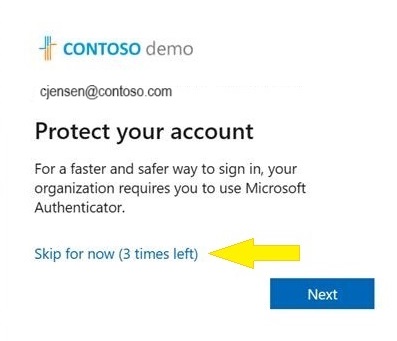 CONTOSO demo
cjensen@contoso.com
Protect your account
For a faster and safer way to sign in, your
organization requires you to use Microsoft
Authenticator.
Skip for now (3 times left)
Next